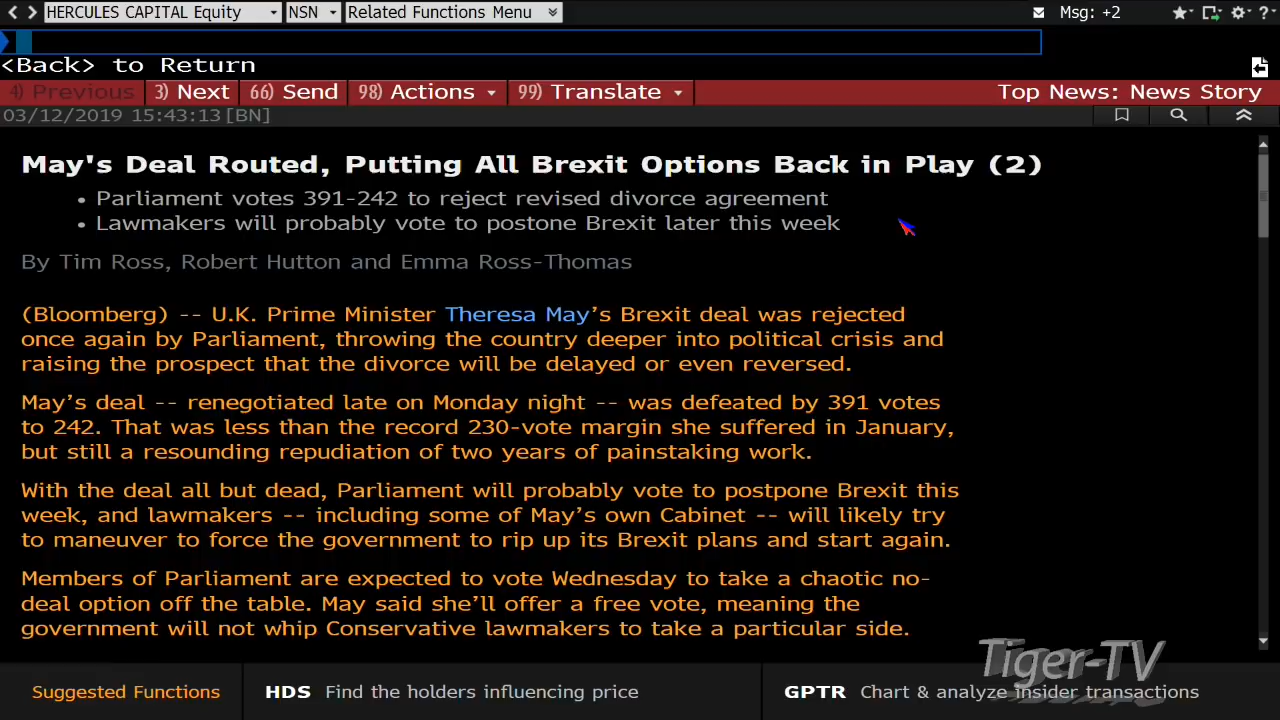 HERCULES CAPITAL Equity NSN Related Functions Menu Msg: +2
<Back> to Return
4) Previous 3) Next 66) Send 98) Actions 99) Translate Top News: News Story
03/12/2019 15:43:13[BN]
May's Deal Routed, Putting All Brexit Options Back in Play (2)
• Parliament votes 391-242 to reject revised divorce agreement
• Lawmakers will probably vote to postone Brexit later this week
By Tim Ross, Robert Hutton and Emma Ross-Thomas
(Bloomberg) -- U.K. Prime Minister Theresa May’s Brexit deal was rejected
once again by Parliament, throwing the country deeper into political crisis and
raising the prospect that the divorce will be delayed or even reversed.
May’s deal -- renegotiated late on Monday night -- was defeated by 391 votes
to 242. That was less than the record 230-vote margin she suffered in January,
but still a resounding repudiation of two years of painstaking work.
With the deal all but dead, Parliament will probably vote to postpone Brexit this
week, and lawmakers -- including some of May’s own Cabinet -- will likely try
to maneuver to force the government to rip up its Brexit plans and start again.
Members of Parliament are expected to vote Wednesday to take a chaotic no-
deal option off the table. May said she’ll offer a free vote, meaning the
government will not whip Conservative lawmakers to take a particular side.
Tiger-TV
Suggested Functions HDS Find the holders influencing price GPTR Chart & analyze insider transactions